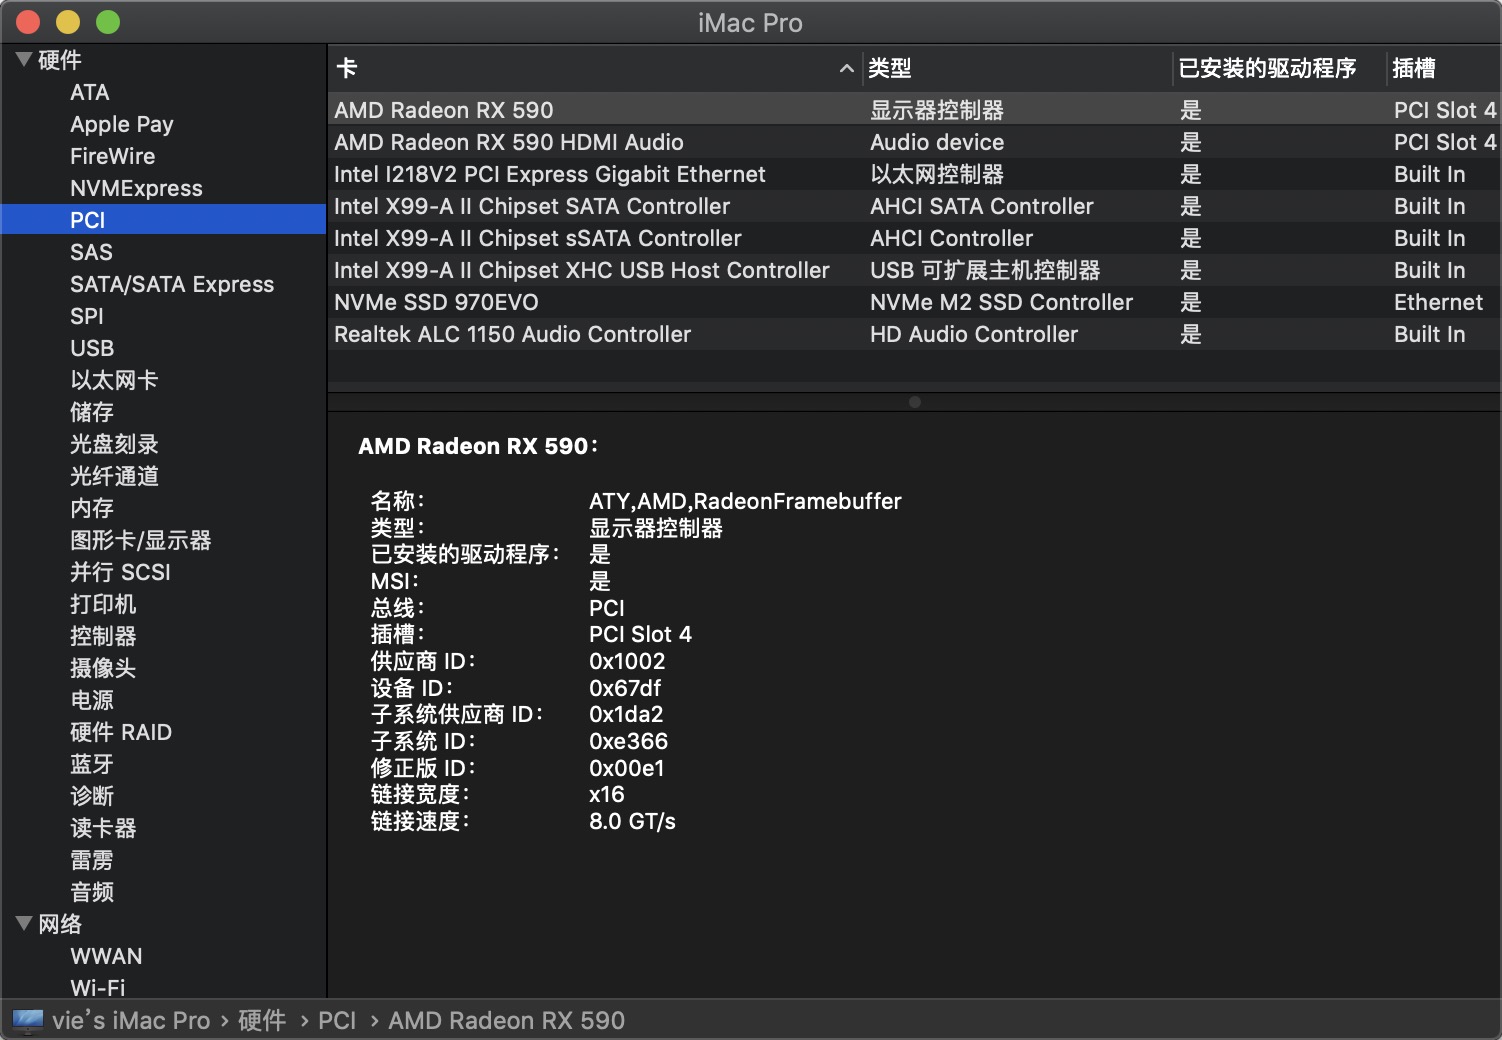 iMac Pro
硬件
ATA
Apple Pay
FireWire
NVMExpress
PCI
SAS
SATA/SATA Express
SPI
USB
以太网卡
储存
光盘刻录
光纤通道
内存
图形卡/显示器
并行 SCSI
打印机
控制器
摄像头
电源
硬件 RAID
蓝牙
诊断
读卡器
雷雳
音频
网络
WWAN
Wi-Fi
卡 类型 已安装的驱动程序 插槽
AMD Radeon RX 590 显示器控制器 是 PCI Slot 4
AMD Radeon RX 590 HDMI Audio Audio device 是 PCI Slot 4
Intel I218V2 PCI Express Gigabit Ethernet 以太网控制器 是 Built In
Intel X99-A II Chipset SATA Controller AHCI SATA Controller 是 Built In
Intel X99-A II Chipset sSATA Controller AHCI Controller 是 Built In
Intel X99-A II Chipset XHC USB Host Controller USB 可扩展主机控制器 是 Built In
NVMe SSD 970EVO NVMe M2 SSD Controller 是 Ethernet
Realtek ALC 1150 Audio Controller HD Audio Controller 是 Built In
AMD Radeon RX 590：
名称： ATY,AMD,RadeonFramebuffer
类型： 显示器控制器
已安装的驱动程序： 是
MSI： 是
总线： PCI
插槽： PCI Slot 4
供应商 ID： 0x1002
设备 ID： 0x67df
子系统供应商 ID： 0x1da2
子系统 ID： 0xe366
修正版 ID： 0x00e1
链接宽度： x16
链接速度： 8.0 GT/s
vie’s iMac Pro › 硬件 › PCI › AMD Radeon RX 590